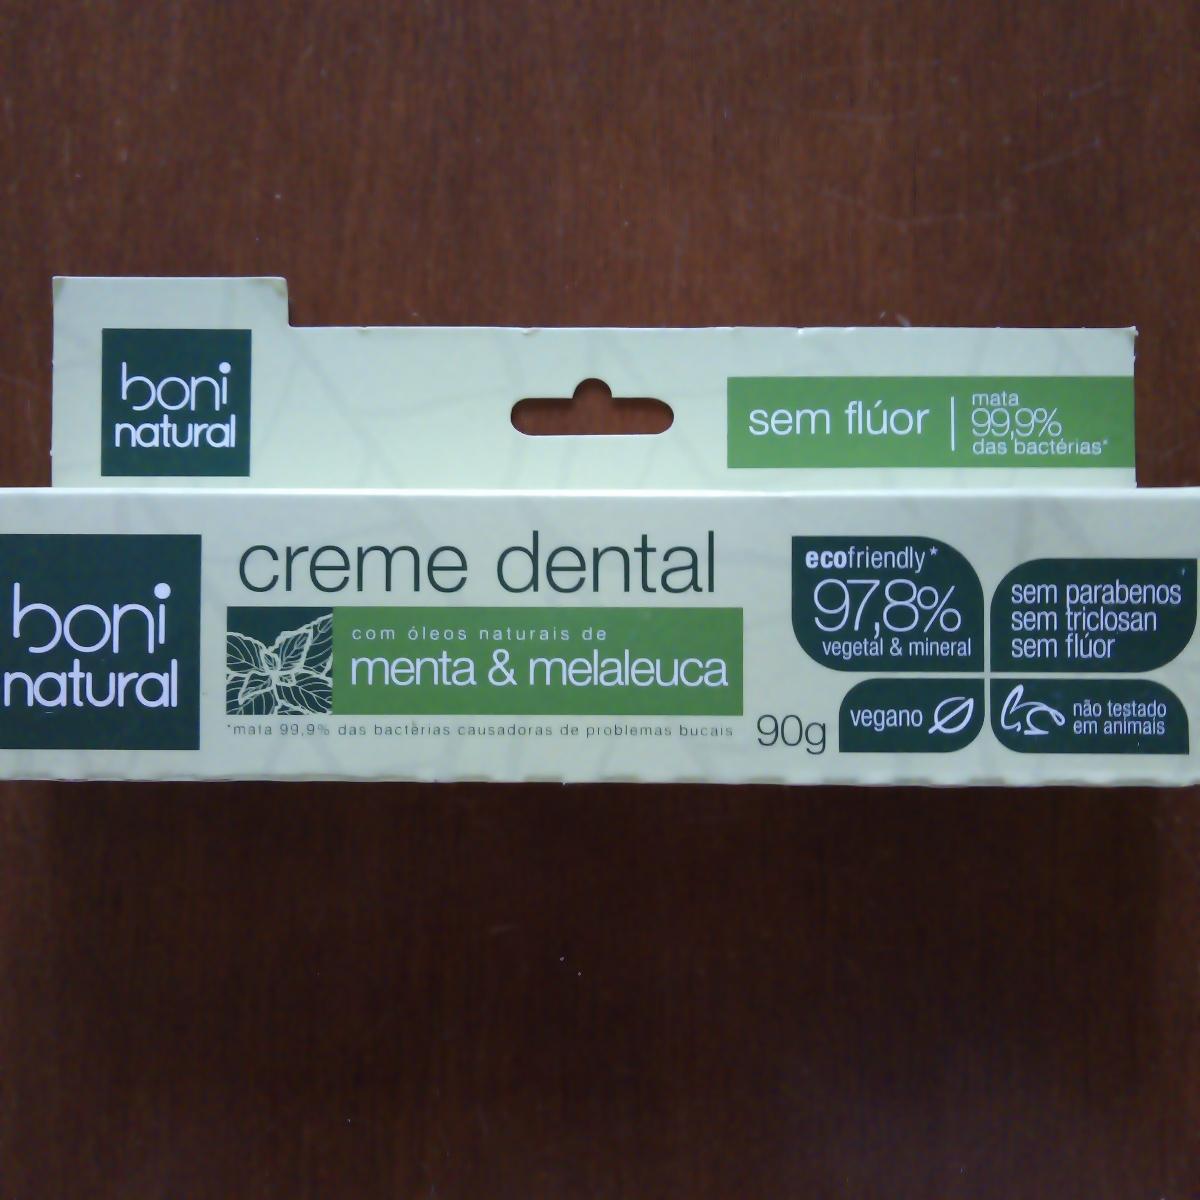 boni
natural
sem flúor
mata
99,9%
das bactérias*
boni
natural
creme dental
com óleos naturais de
menta & melaleuca
*mata 99,9% das bactérias causadoras de problemas bucais
90g
ecofriendly*
97,8%
vegetal & mineral
sem parabenos
sem triclosan
sem flúor
vegano
não testado
em animais